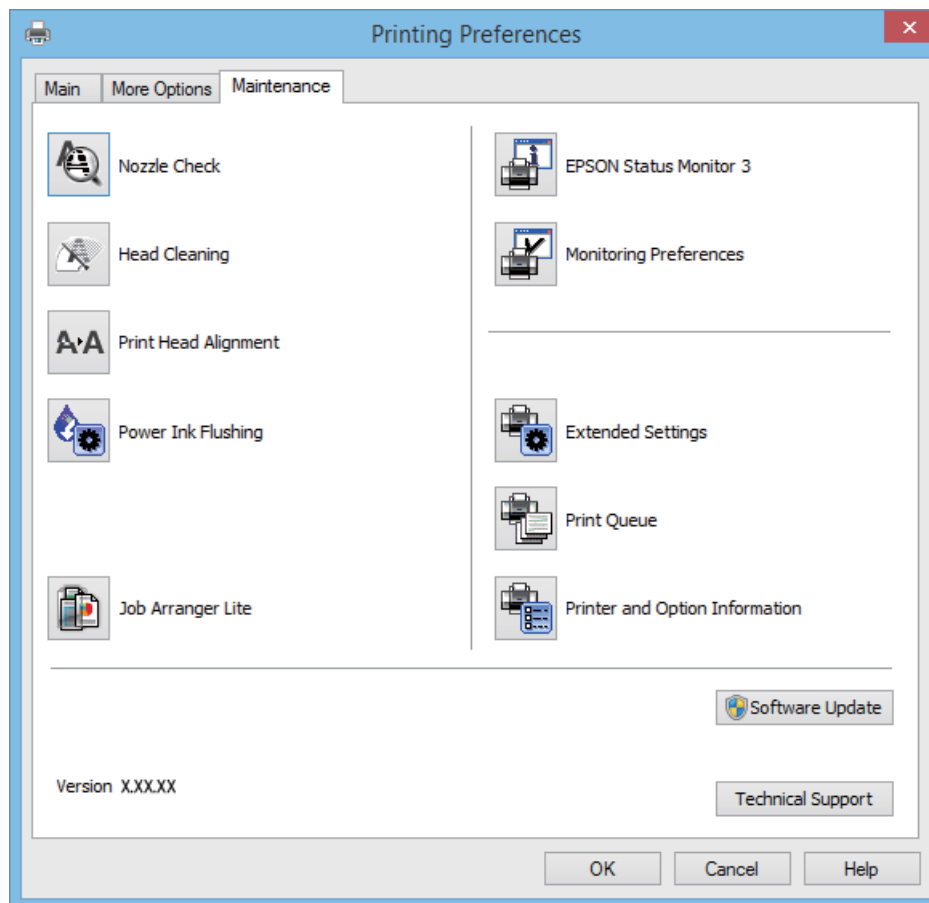 Printing Preferences
Main
More Options
Maintenance
Nozzle Check
Head Cleaning
Print Head Alignment
Power Ink Flushing
Job Arranger Lite
EPSON Status Monitor 3
Monitoring Preferences
Extended Settings
Print Queue
Printer and Option Information
Software Update
Version X.XX.XX
Technical Support
OK
Cancel
Help